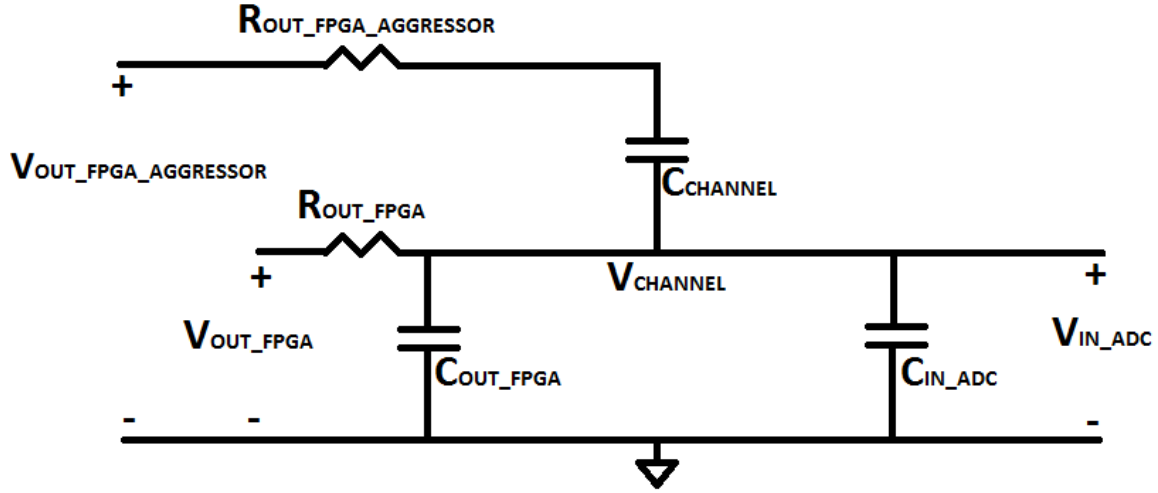 ROUT_FPGA_AGGRESSOR
+
VOUT_FPGA_AGGRESSOR
CCHANNEL
ROUT_FPGA
+
VCHANNEL
+
VOUT_FPGA
COUT_FPGA
CIN_ADC
VIN_ADC
-
-
-